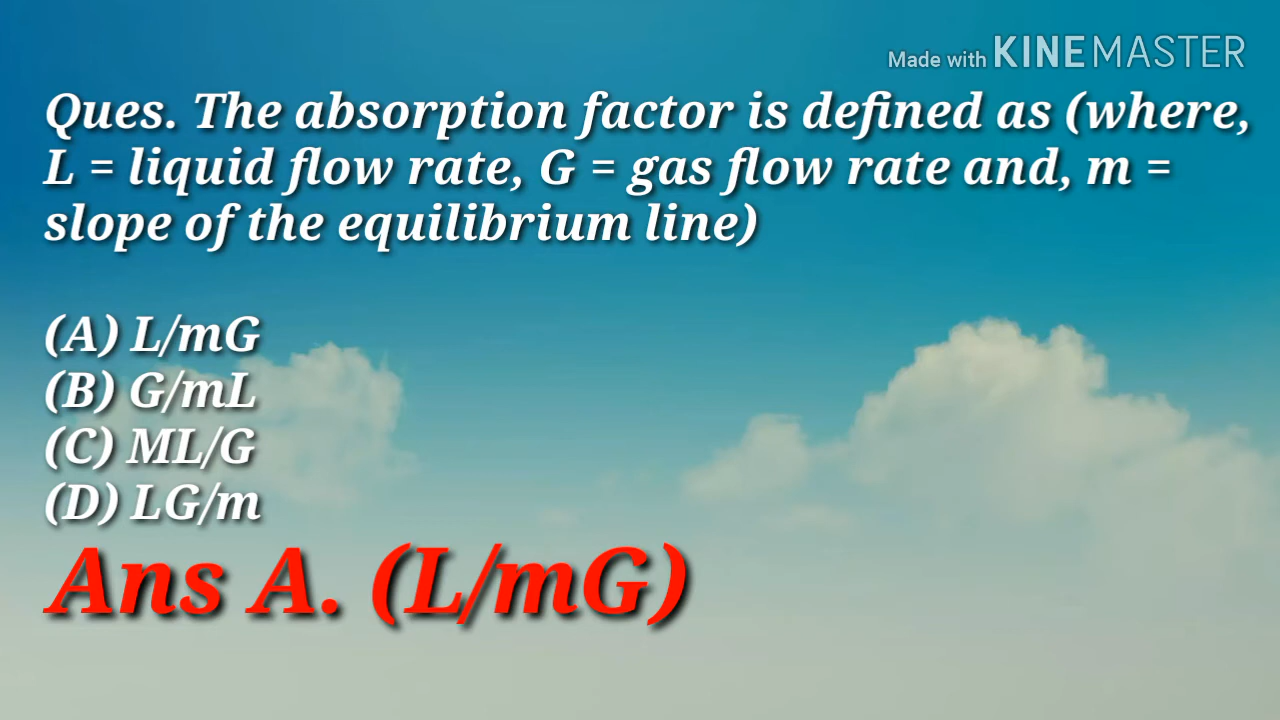 Made with KINEMASTER
Ques. The absorption factor is defined as (where,
L = liquid flow rate, G = gas flow rate and, m =
slope of the equilibrium line)
(A) L/mG
(B) G/mL
(C) ML/G
(D) LG/m
Ans A. (L/mG)